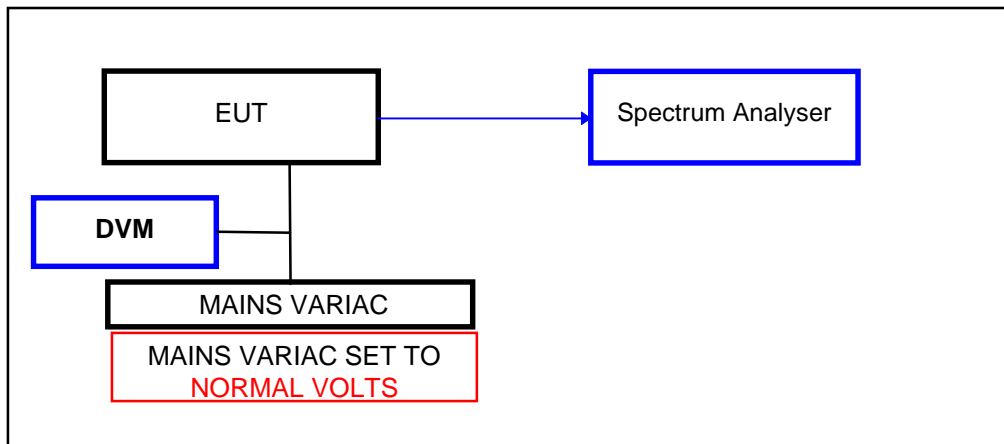 EUT
Spectrum Analyser
DVM
MAINS VARIAC
MAINS VARIAC SET TO
NORMAL VOLTS